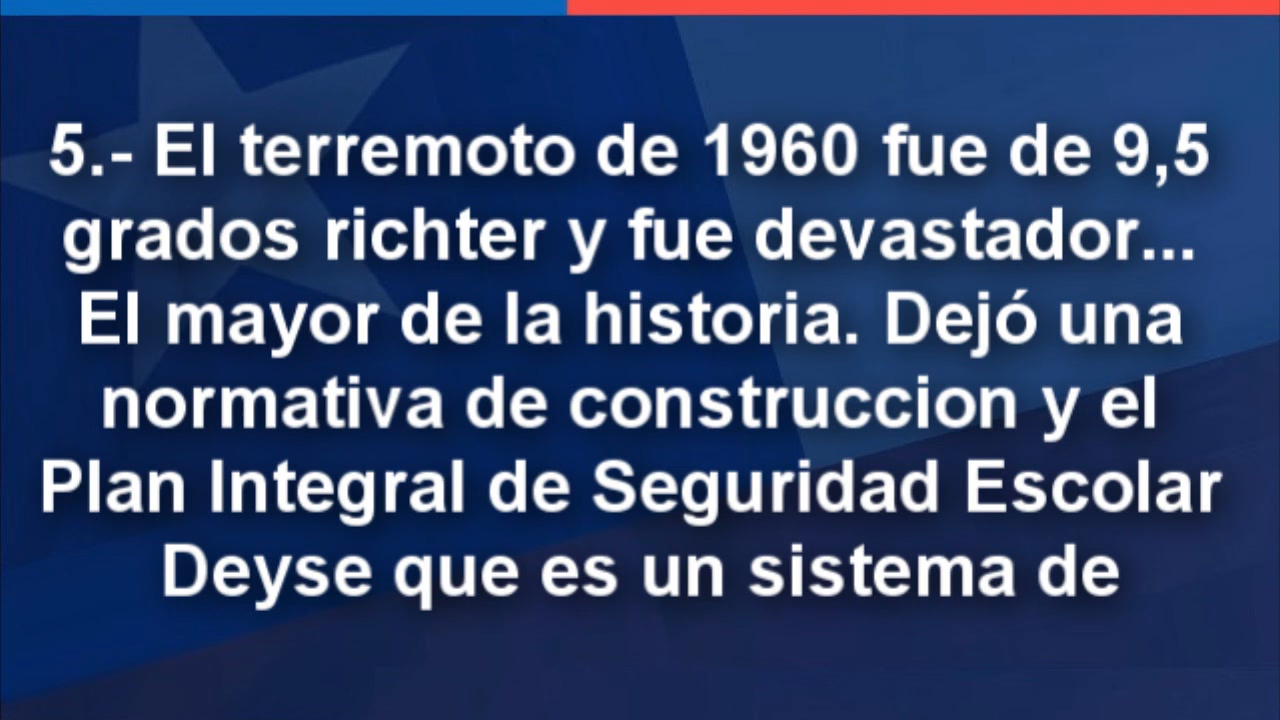 5.- El terremoto de 1960 fue de 9,5
grados richter y fue devastador...
El mayor de la historia. Dejó una
normativa de construccion y el
Plan Integral de Seguridad Escolar
Deyse que es un sistema de